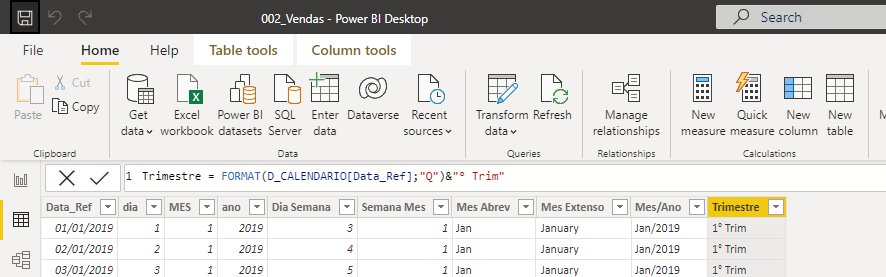 002_Vendas - Power BI Desktop
Search
File Home Help Table tools Column tools
Paste
Cut
Copy
Get data
Excel workbook
Power BI datasets
SQL Server
Enter data
Dataverse
Recent sources
Transform data
Refresh
Manage relationships
New measure
Quick measure
New column
New table
Clipboard Data Queries Relationships Calculations
1 Trimestre = FORMAT(D_CALENDARIO[Data_Ref];"Q")&"° Trim"
Data_Ref dia MES ano Dia Semana Semana Mes Mes Abrev Mes Extenso Mes/Ano Trimestre
01/01/2019 1 1 2019 3 1 Jan January Jan/2019 1° Trim
02/01/2019 2 1 2019 4 1 Jan January Jan/2019 1° Trim
03/01/2019 3 1 2019 5 1 Jan January Jan/2019 1° Trim